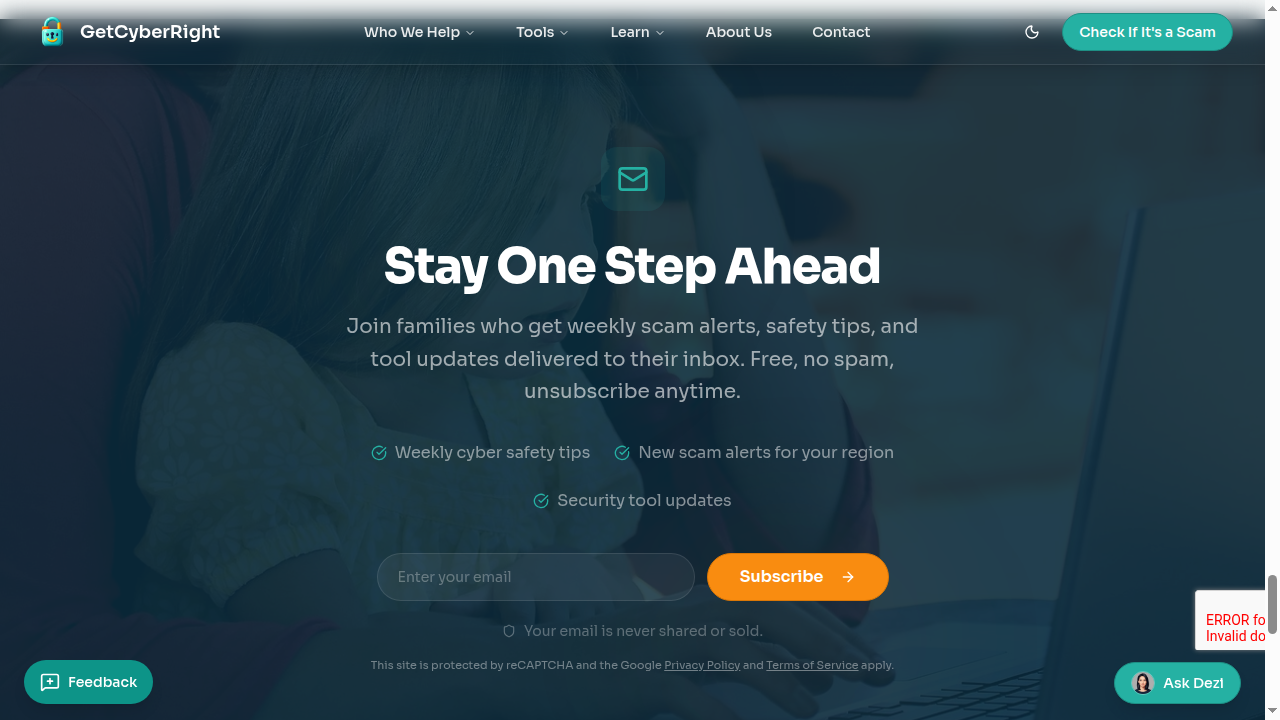 GetCyberRight
Who We Help
Tools
Learn
About Us
Contact
Check If It's a Scam
Stay One Step Ahead
Join families who get weekly scam alerts, safety tips, and
tool updates delivered to their inbox. Free, no spam,
unsubscribe anytime.
Weekly cyber safety tips
New scam alerts for your region
Security tool updates
Enter your email
Subscribe
Your email is never shared or sold.
This site is protected by reCAPTCHA and the Google Privacy Policy and Terms of Service apply.
ERROR fo
Invalid do
Feedback
Ask Dezi